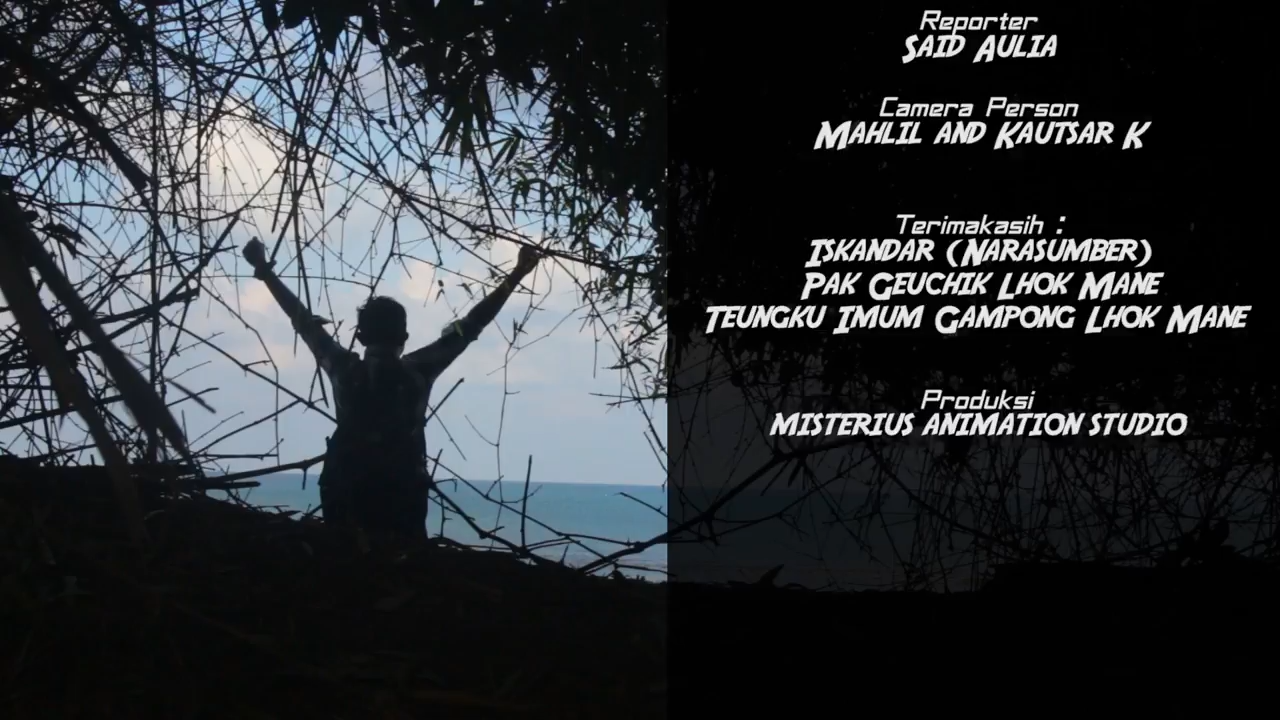 Reporter
SAID AULIA
Camera Person
MAHLIL AND KAUTSAR K
Terimakasih :
ISKANDAR (NARASUMBER)
PAK GEUCHIK LHOK MANE
TEUNGKU IMUM GAMPONG LHOK MANE
Produksi
MISTERIUS ANIMATION STUDIO